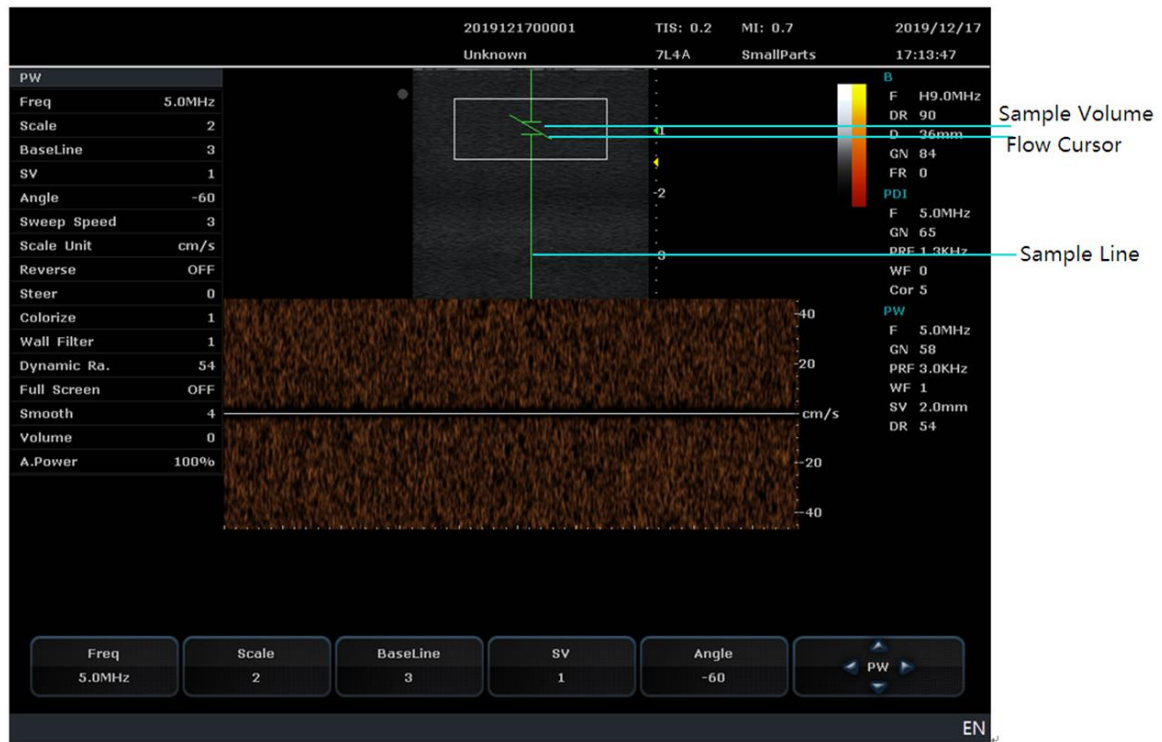 2019121700001 TIS: 0.2 MI: 0.7 2019/12/17
Unknown 7L4A SmallParts 17:13:47
PW
Freq 5.0MHz
Scale 2
BaseLine 3
SV 1
Angle -60
Sweep Speed 3
Scale Unit cm/s
Reverse OFF
Steer 0
Colorize 1
Wall Filter 1
Dynamic Ra. 54
Full Screen OFF
Smooth 4
Volume 0
A.Power 100%
1
-2
3
B
F H9.0MHz
DR 90
D 36mm
GN 84
FR 0
PDI
F 5.0MHz
GN 65
PRF 1.3KHz
WF 0
Cor 5
PW
F 5.0MHz
GN 58
PRF 3.0KHz
WF 1
SV 2.0mm
DR 54
Sample Volume
Flow Cursor
Sample Line
-40
-20
cm/s
--20
--40
Freq Scale BaseLine SV Angle PW
5.0MHz 2 3 1 -60
EN